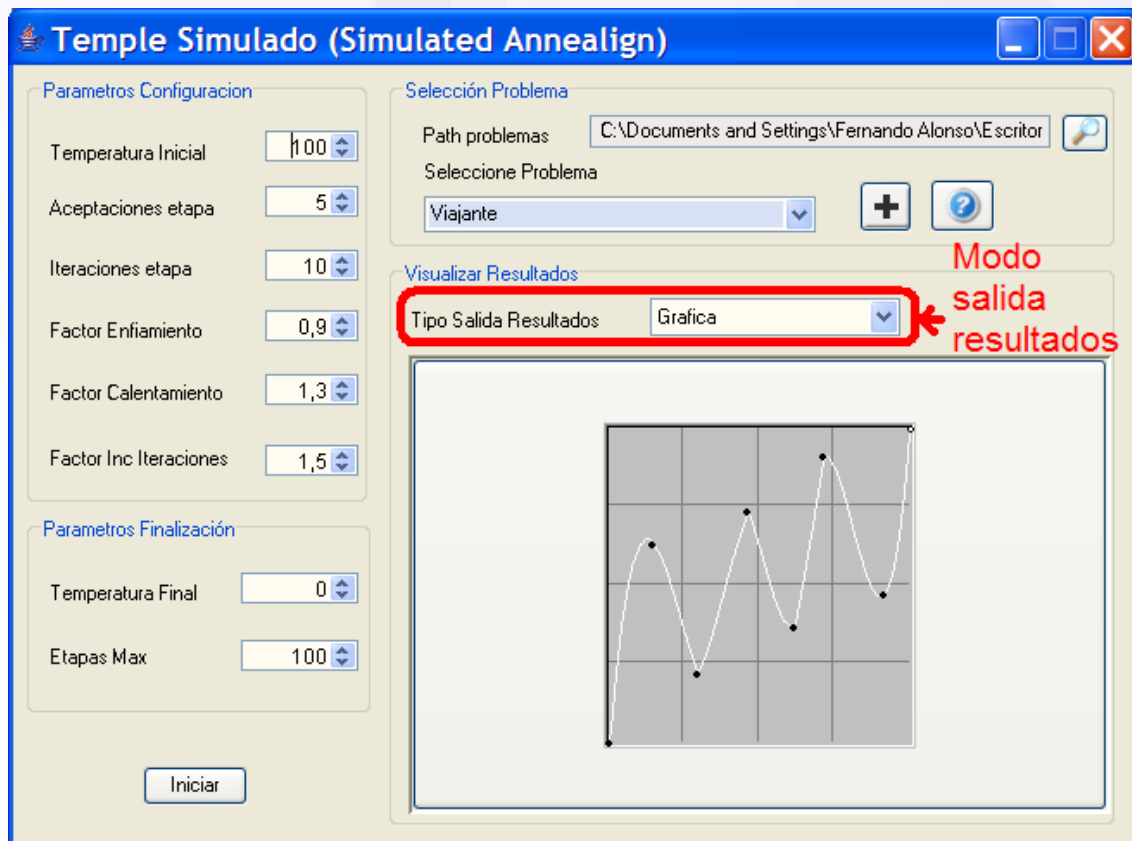 Temple Simulado (Simulated Annealign)
Parametros Configuracion
Temperatura Inicial 100
Aceptaciones etapa 5
Iteraciones etapa 10
Factor Enfiamiento 0,9
Factor Calentamiento 1,3
Factor Inc Iteraciones 1,5
Parametros Finalización
Temperatura Final 0
Etapas Max 100
Iniciar
Selección Problema
Path problemas C:\Documents and Settings\Fernando Alonso\Escritor
Seleccione Problema
Viajante
Visualizar Resultados
Tipo Salida Resultados Grafica
Modo
salida
resultados